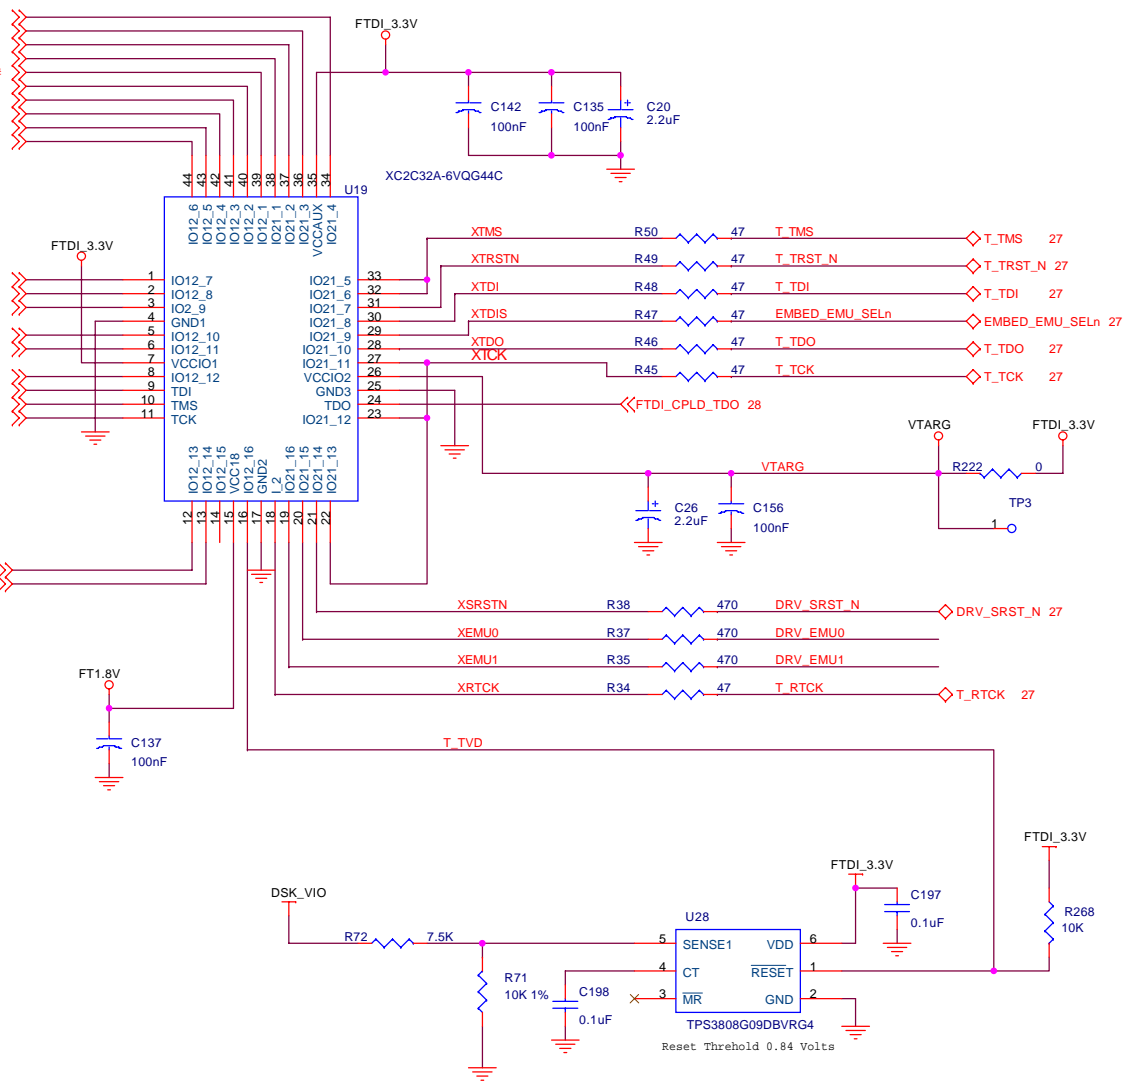 FTDI_3.3V
C142
100nF
C135
100nF
C20
2.2uF
XC2C32A-6VQG44C
U19
44
43
42
41
40
39
38
37
36
35
34
IO12_6
IO12_5
IO12_4
IO12_3
IO12_2
IO12_1
IO21_1
IO21_2
IO21_3
VCCAUX
IO21_4
FTDI_3.3V
1 IO12_7
2 IO12_8
3 IO2_9
4 GND1
5 IO12_10
6 IO12_11
7 VCCIO1
8 IO12_12
9 TDI
10 TMS
11 TCK
IO21_5 33
IO21_6 32
IO21_7 31
IO21_8 30
IO21_9 29
IO21_10 28
IO21_11 27
VCCIO2 26
GND3 25
TDO 24
IO21_12 23
IO12_13
IO12_14
IO12_15
VCC18
IO12_16
GND2
I_2
IO21_16
IO21_15
IO21_14
IO21_13
12
13
14
15
16
17
18
19
20
21
22
XTMS R50 47 T_TMS T_TMS 27
XTRSTN R49 47 T_TRST_N T_TRST_N 27
XTDI R48 47 T_TDI T_TDI 27
XTDIS R47 47 EMBED_EMU_SELn EMBED_EMU_SELn 27
XTDO R46 47 T_TDO T_TDO 27
XTCK R45 47 T_TCK T_TCK 27
FTDI_CPLD_TDO 28
VTARG
FTDI_3.3V
VTARG
R222 0
TP3
1
C26
2.2uF
C156
100nF
XSRSTN R38 470 DRV_SRST_N DRV_SRST_N 27
XEMU0 R37 470 DRV_EMU0
XEMU1 R35 470 DRV_EMU1
XRTCK R34 47 T_RTCK T_RTCK 27
FT1.8V
C137
100nF
T_TVD
FTDI_3.3V
FTDI_3.3V
C197
0.1uF
R268
10K
DSK_VIO
R72 7.5K
R71
10K 1%
C198
0.1uF
U28
5 SENSE1 VDD 6
4 CT RESET 1
3 MR GND 2
TPS3808G09DBVRG4
Reset Threhold 0.84 Volts